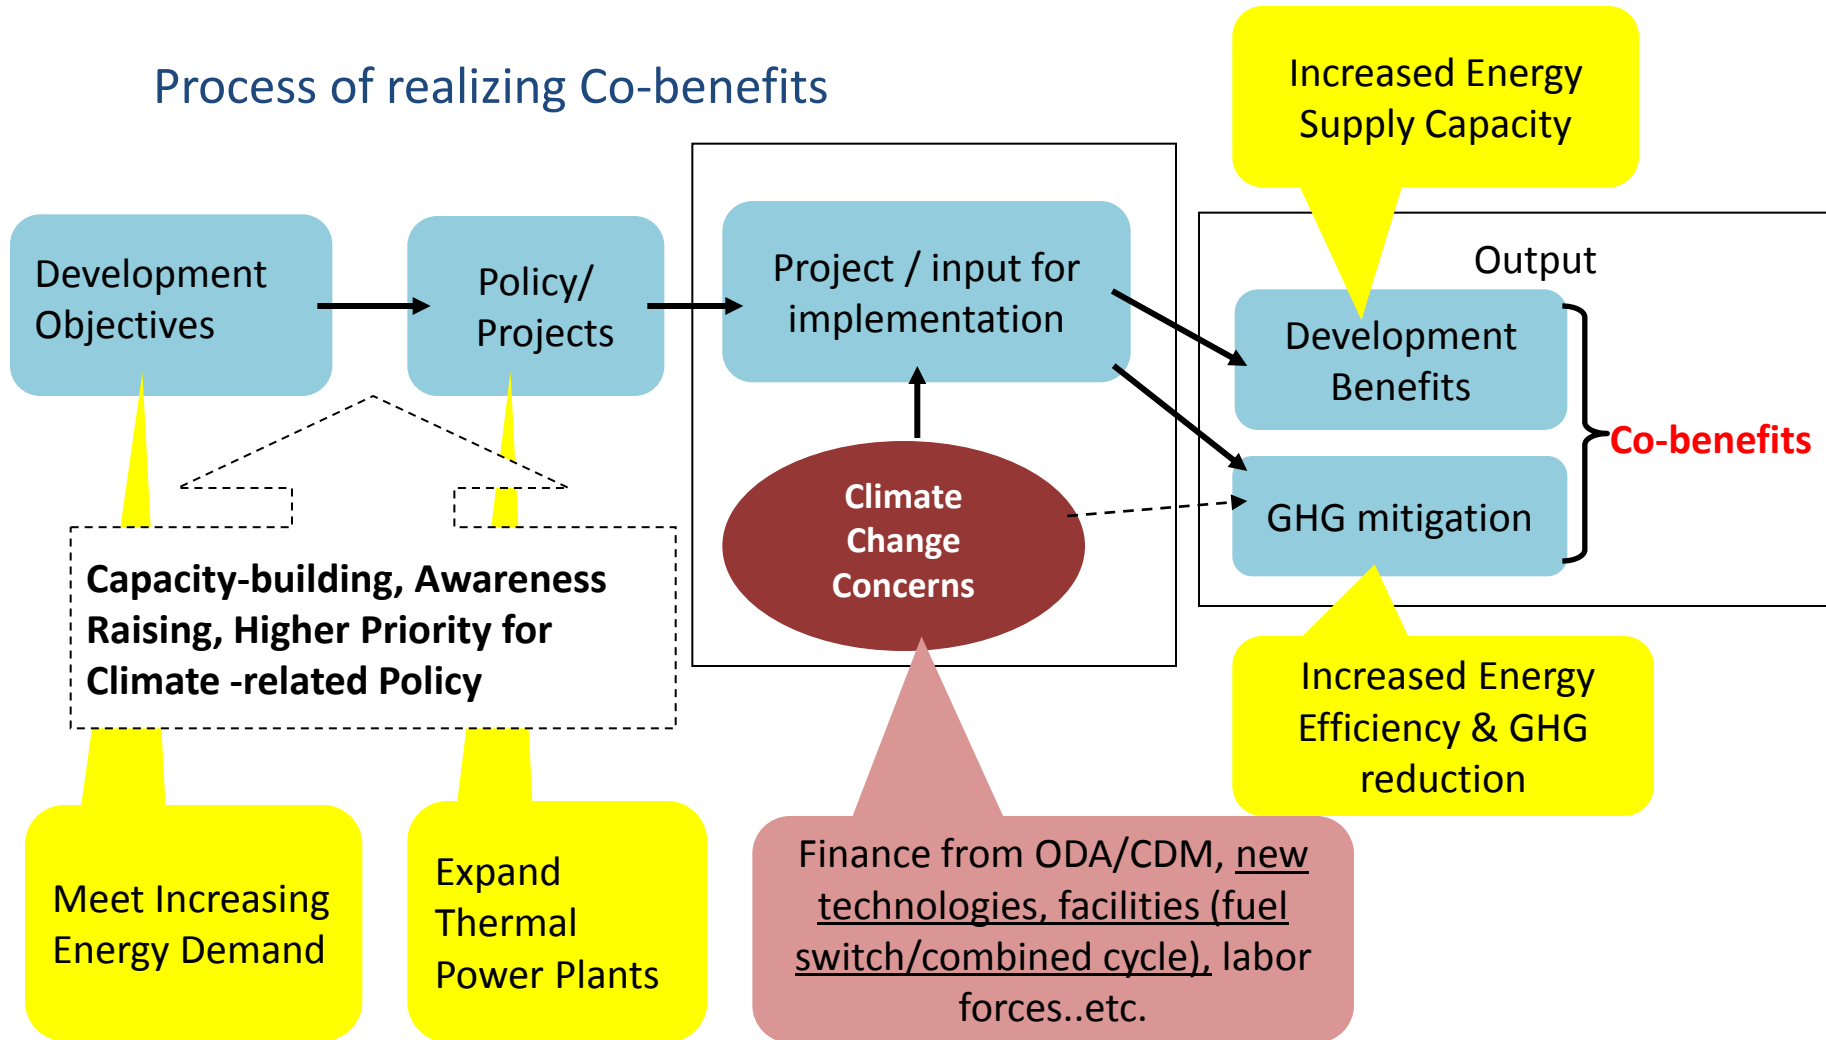 Process of realizing Co-benefits
Increased Energy
Supply Capacity
Development
Objectives
Policy/
Projects
Project / input for
implementation
Output
Development
Benefits
Co-benefits
GHG mitigation
Climate
Change
Concerns
Capacity-building, Awareness
Raising, Higher Priority for
Climate -related Policy
Increased Energy
Efficiency & GHG
reduction
Meet Increasing
Energy Demand
Expand
Thermal
Power Plants
Finance from ODA/CDM, new
technologies, facilities (fuel
switch/combined cycle), labor
forces..etc.